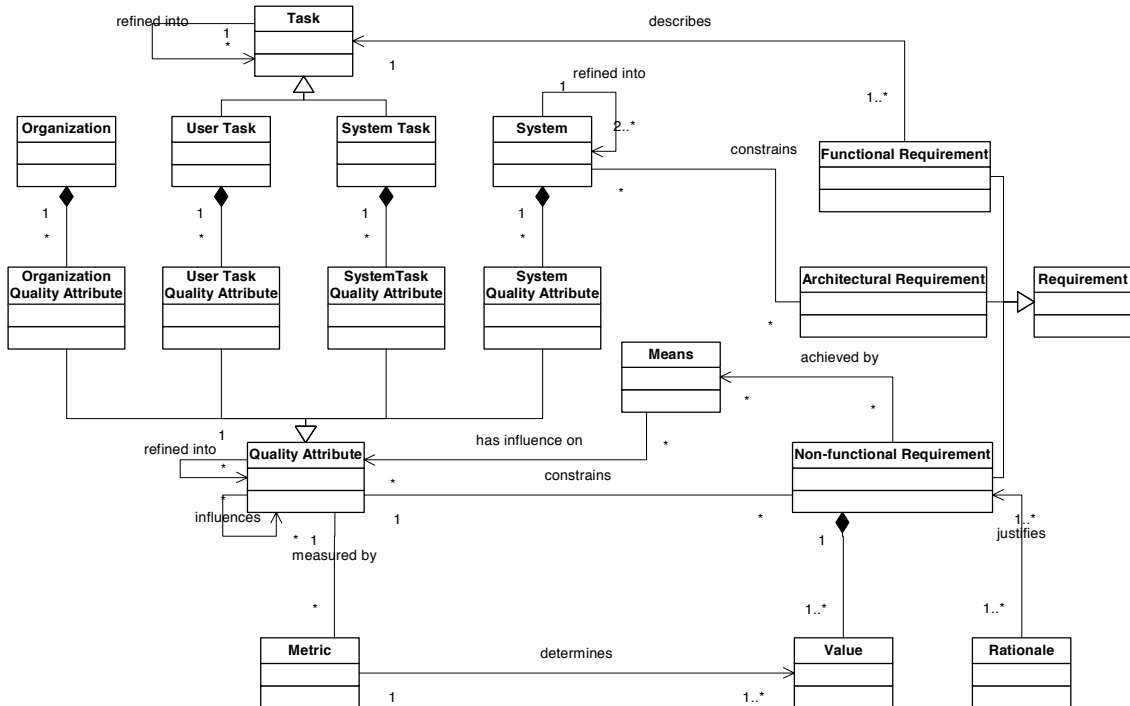 Task
refined into
1
*
1
describes
1..*
refined into
1
2..*
Organization
User Task
System Task
System
constrains
*
Functional Requirement
1
*
1
*
1
*
1
*
Organization
Quality Attribute
User Task
Quality Attribute
SystemTask
Quality Attribute
System
Quality Attribute
Architectural Requirement
*
Requirement
Means
achieved by
*
*
1
refined into
*
Quality Attribute
has influence on
*
*
Non-functional Requirement
constrains
*
influences
*
1
*
1
measured by
1
1..*
justifies
*
1..*
1..*
Metric
determines
1
1..*
Value
Rationale